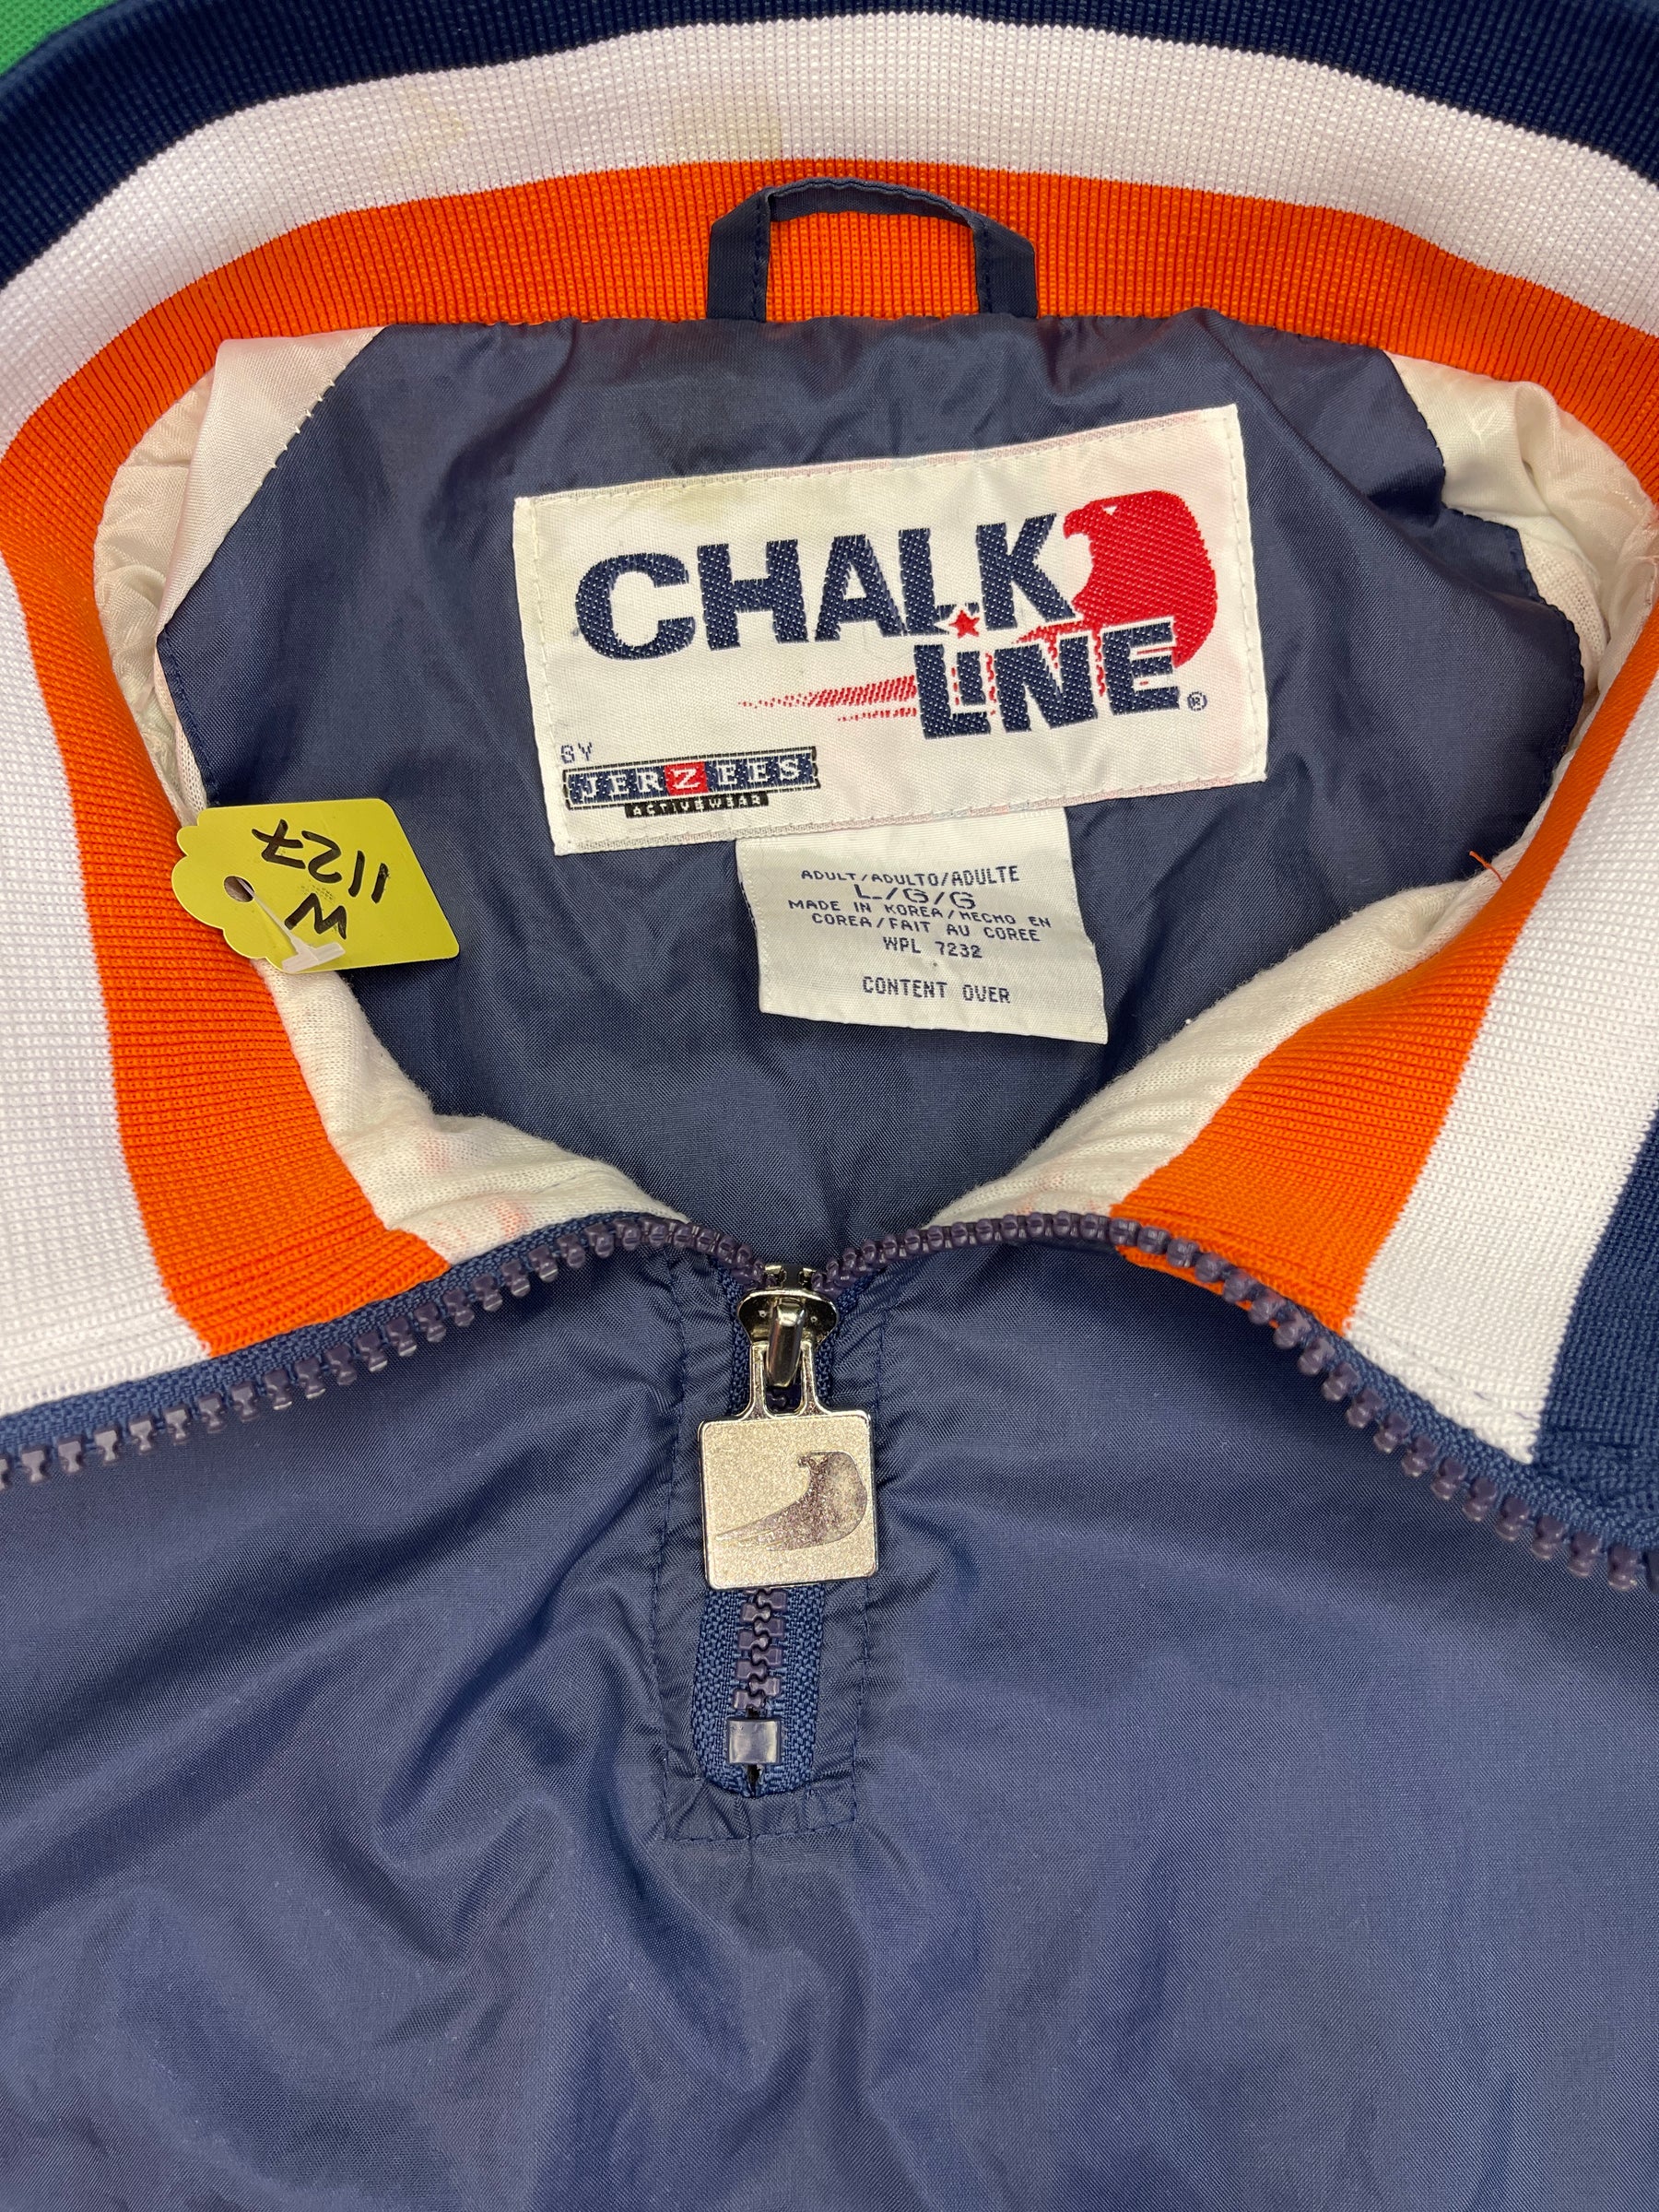 CHALK
LINE®
BY
JERZEES
ACTIVEWEAR
W
1127
ADULT/ADULTO/ADULTE
L/G/G
MADE IN KOREA/HECHO EN
COREA/FAIT AU COREE
WPL 7232
CONTENT OVER